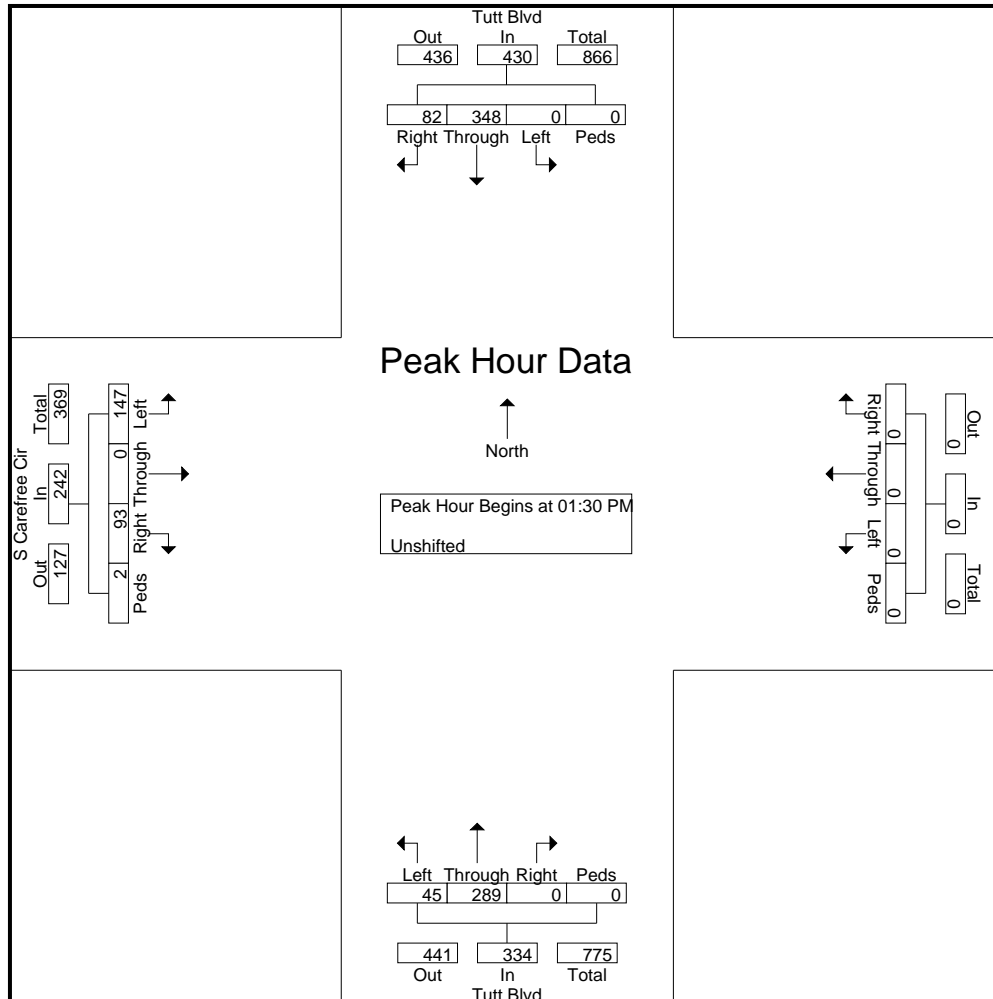 Tutt Blvd
Out In Total
436 430 866
82 348 0 0
Right Through Left Peds
Peak Hour Data
North
Peak Hour Begins at 01:30 PM
Unshifted
S Carefree Cir
Out In Total
127 242 369
2 93 0 147
Peds Right Through Left
Out In Total
0 0 0
0 0 0 0
Right Through Left Peds
Left Through Right Peds
45 289 0 0
441 334 775
Out In Total
Tutt Blvd